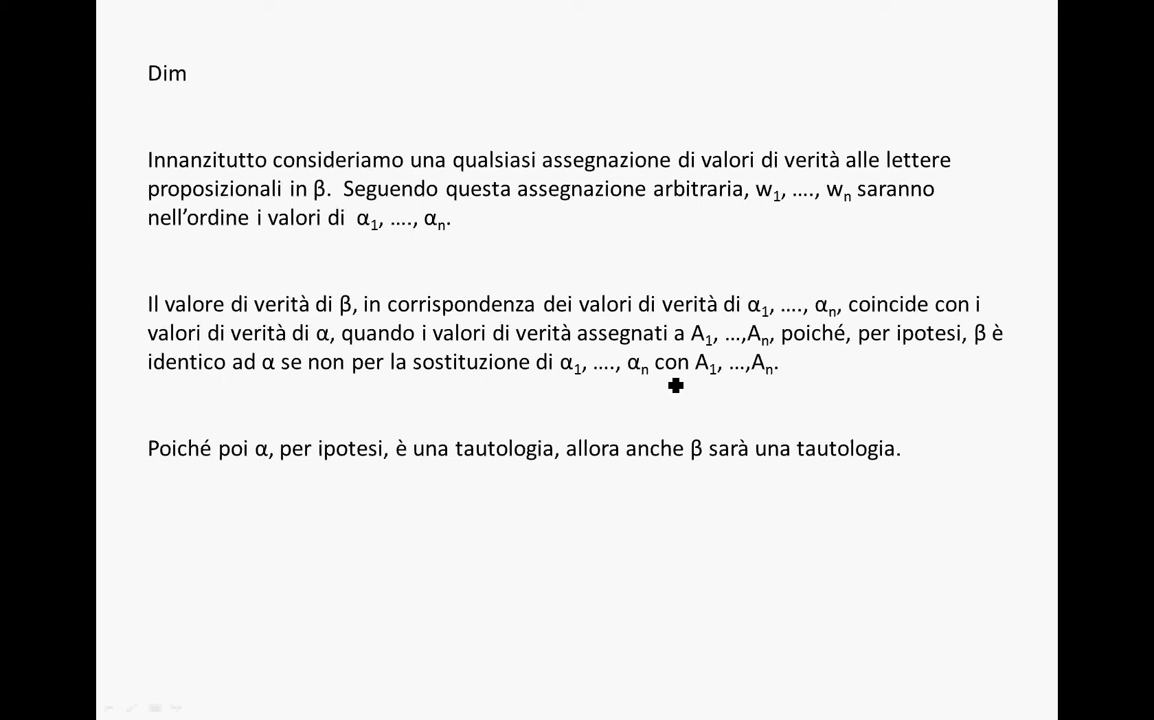 Dim
Innanzitutto consideriamo una qualsiasi assegnazione di valori di verità alle lettere
proposizionali in β. Seguendo questa assegnazione arbitraria, w₁, …., wₙ saranno
nell’ordine i valori di α₁, …., αₙ.
Il valore di verità di β, in corrispondenza dei valori di verità di α₁, …., αₙ, coincide con i
valori di verità di α, quando i valori di verità assegnati a A₁, …,Aₙ, poiché, per ipotesi, β è
identico ad α se non per la sostituzione di α₁, …., αₙ con A₁, …,Aₙ.
Poiché poi α, per ipotesi, è una tautologia, allora anche β sarà una tautologia.